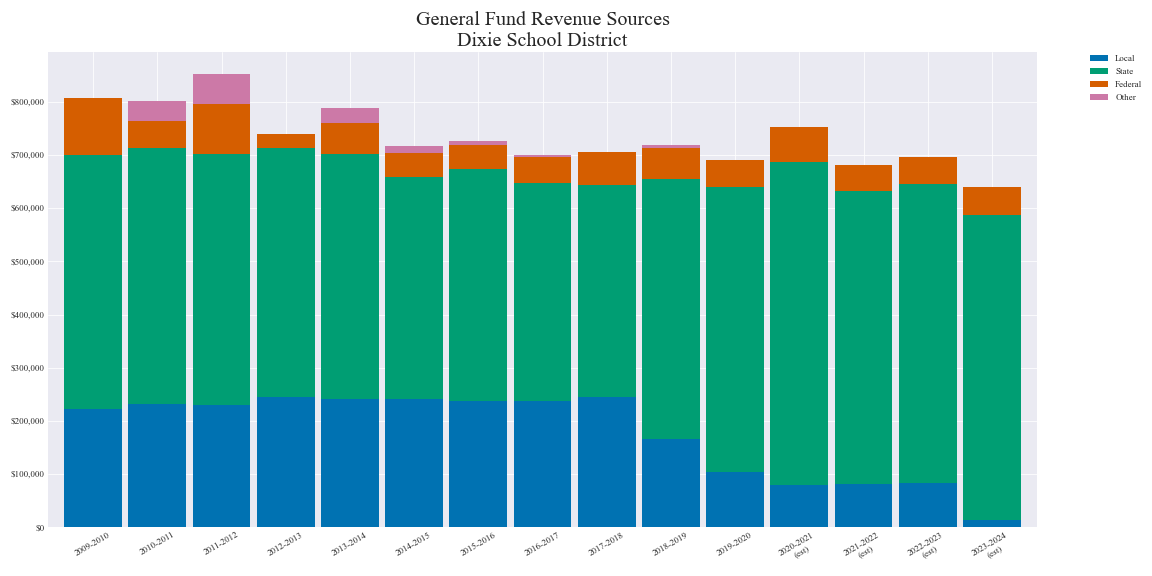 General Fund Revenue Sources
Dixie School District
Local
State
Federal
Other
$800,000
$700,000
$600,000
$500,000
$400,000
$300,000
$200,000
$100,000
$0
2009-2010
2010-2011
2011-2012
2012-2013
2013-2014
2014-2015
2015-2016
2016-2017
2017-2018
2018-2019
2019-2020
2020-2021
(est)
2021-2022
(est)
2022-2023
(est)
2023-2024
(est)